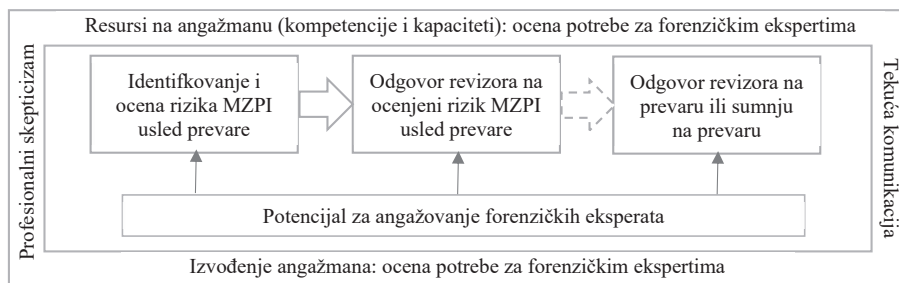 Resursi na angažmanu (kompetencije i kapaciteti): ocena potrebe za forenzičkim ekspertima
Profesionalni skepticizam
Identifkovanje i
ocena rizika MZPI
usled prevare
Odgovor revizora na
ocenjeni rizik MZPI
usled prevare
Odgovor revizora na
prevaru ili sumnju
na prevaru
Tekuća komunikacija
Potencijal za angažovanje forenzičkih eksperata
Izvođenje angažmana: ocena potrebe za forenzičkim ekspertima